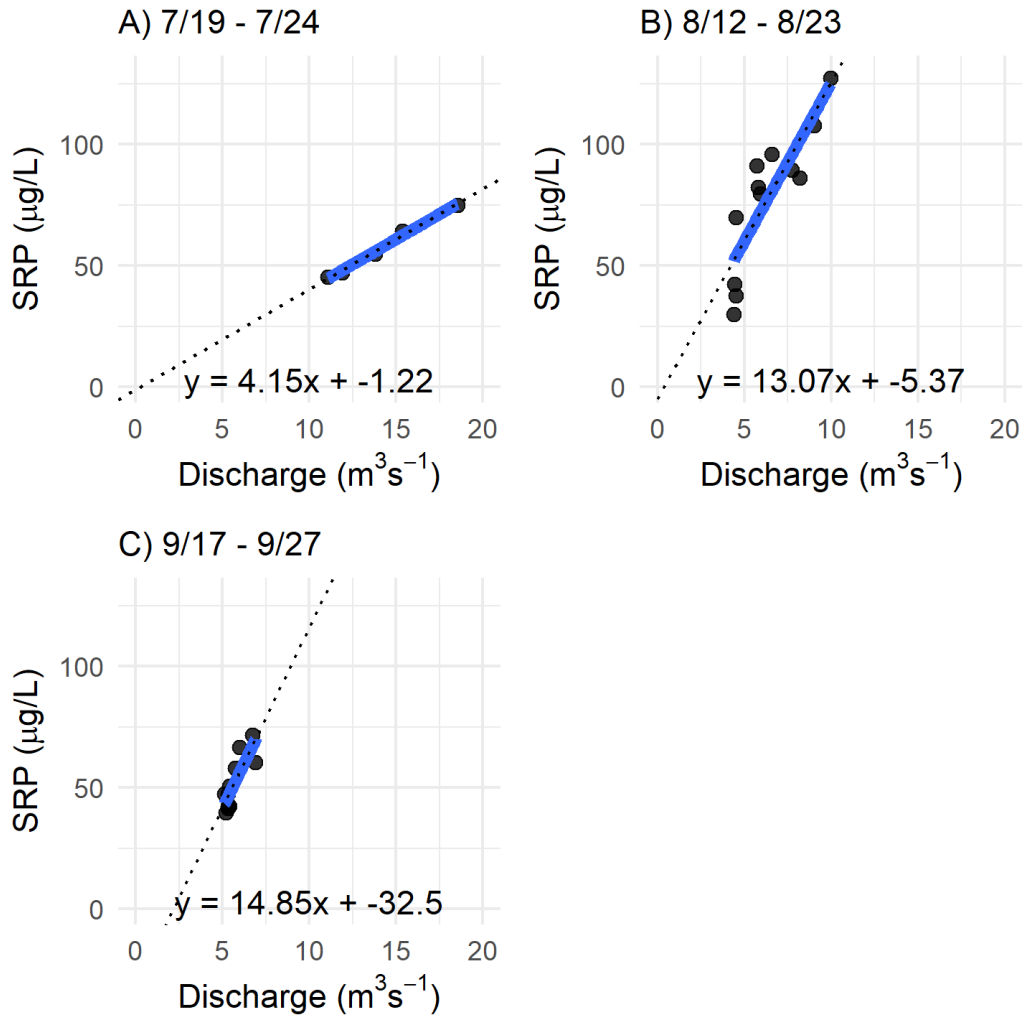 A) 7/19 - 7/24
SRP (μg/L)
100
50
0
y = 4.15x + -1.22
0 5 10 15 20
Discharge (m³s⁻¹)
B) 8/12 - 8/23
SRP (μg/L)
100
50
0
y = 13.07x + -5.37
0 5 10 15 20
Discharge (m³s⁻¹)
C) 9/17 - 9/27
SRP (μg/L)
100
50
0
y = 14.85x + -32.5
0 5 10 15 20
Discharge (m³s⁻¹)